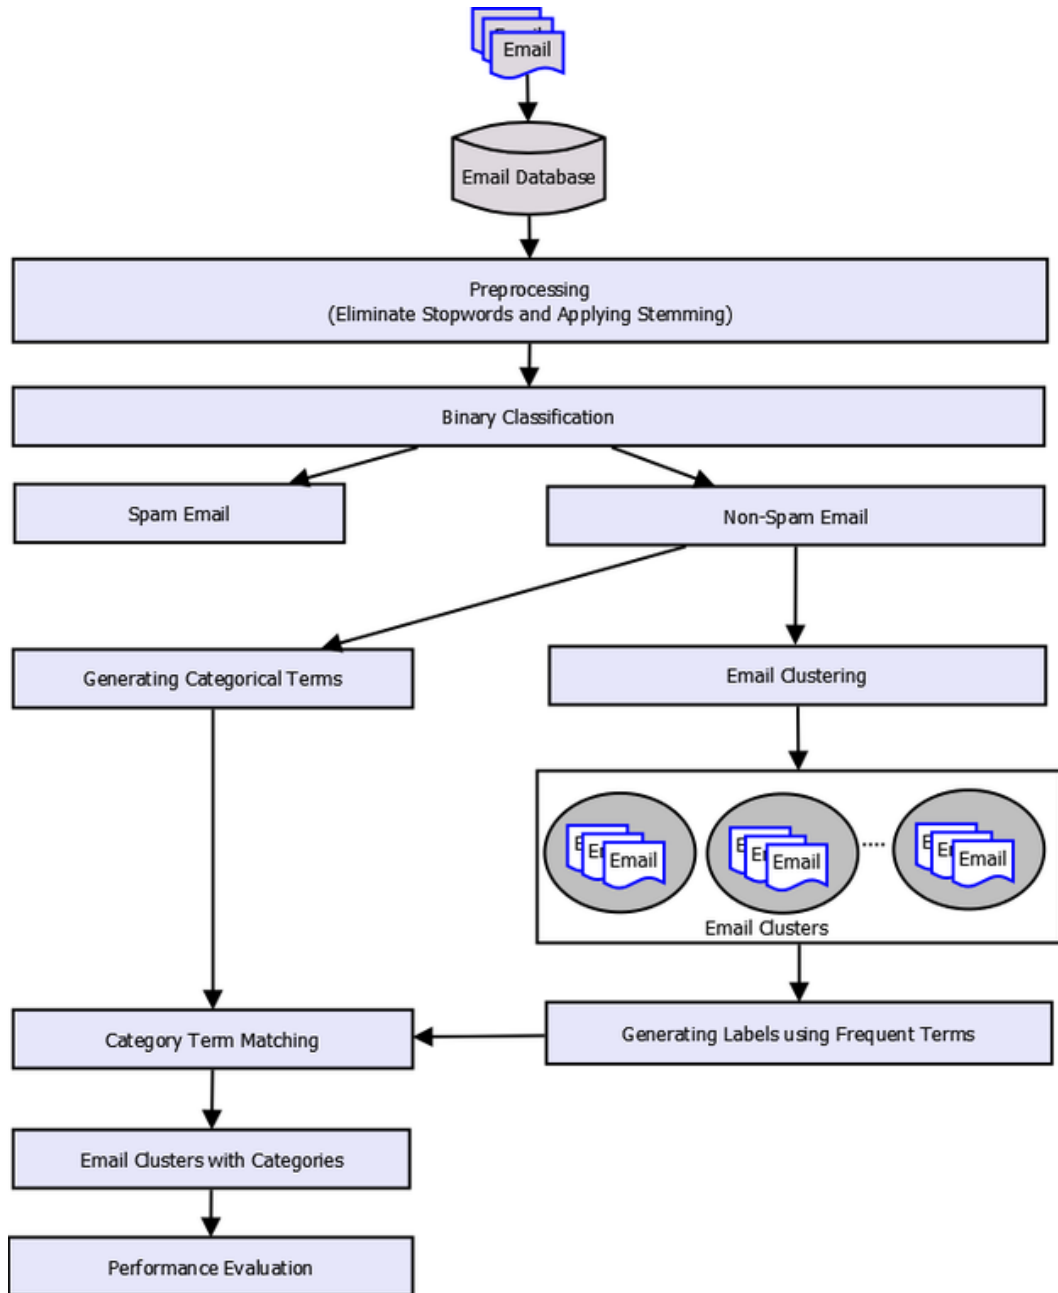 Email
Email Database
Preprocessing
(Eliminate Stopwords and Applying Stemming)
Binary Classification
Spam Email
Non-Spam Email
Generating Categorical Terms
Email Clustering
Email
Email
....
Email
Email Clusters
Category Term Matching
Generating Labels using Frequent Terms
Email Clusters with Categories
Performance Evaluation